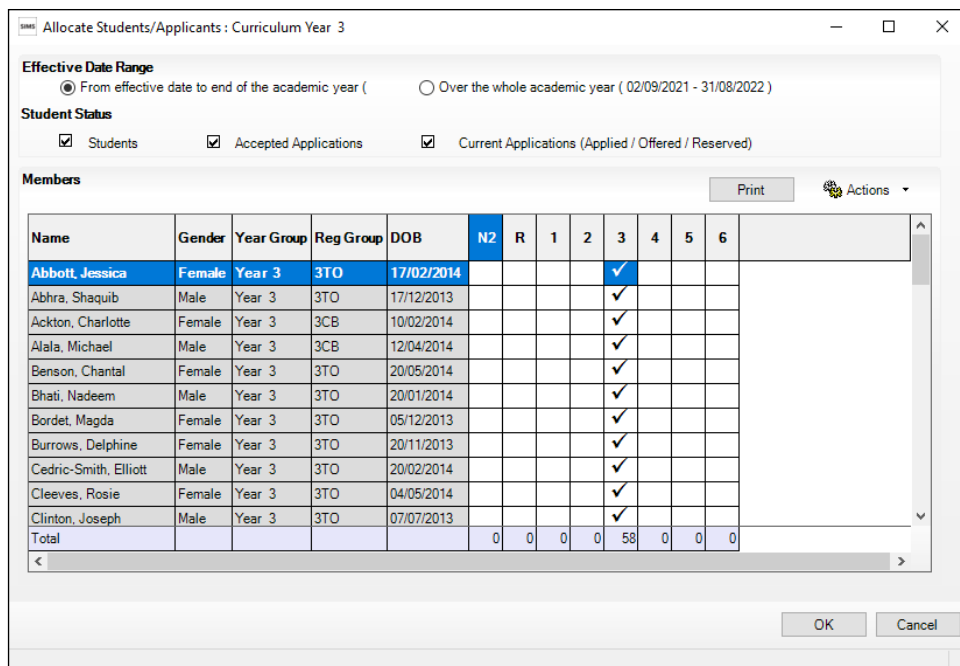 SIMS Allocate Students/Applicants : Curriculum Year 3
Effective Date Range
From effective date to end of the academic year ( Over the whole academic year ( 02/09/2021 - 31/08/2022 )
Student Status
Students Accepted Applications Current Applications (Applied / Offered / Reserved)
Members
Print Actions
Name Gender Year Group Reg Group DOB N2 R 1 2 3 4 5 6
Abbott, Jessica Female Year 3 3TO 17/02/2014
Abhra, Shaquib Male Year 3 3TO 17/12/2013
Ackton, Charlotte Female Year 3 3CB 10/02/2014
Alala, Michael Male Year 3 3CB 12/04/2014
Benson, Chantal Female Year 3 3TO 20/05/2014
Bhati, Nadeem Male Year 3 3TO 20/01/2014
Bordet, Magda Female Year 3 3TO 05/12/2013
Burrows, Delphine Female Year 3 3TO 20/11/2013
Cedric-Smith, Elliott Male Year 3 3TO 20/02/2014
Cleeves, Rosie Female Year 3 3TO 04/05/2014
Clinton, Joseph Male Year 3 3TO 07/07/2013
Total 0 0 0 0 58 0 0 0
OK Cancel